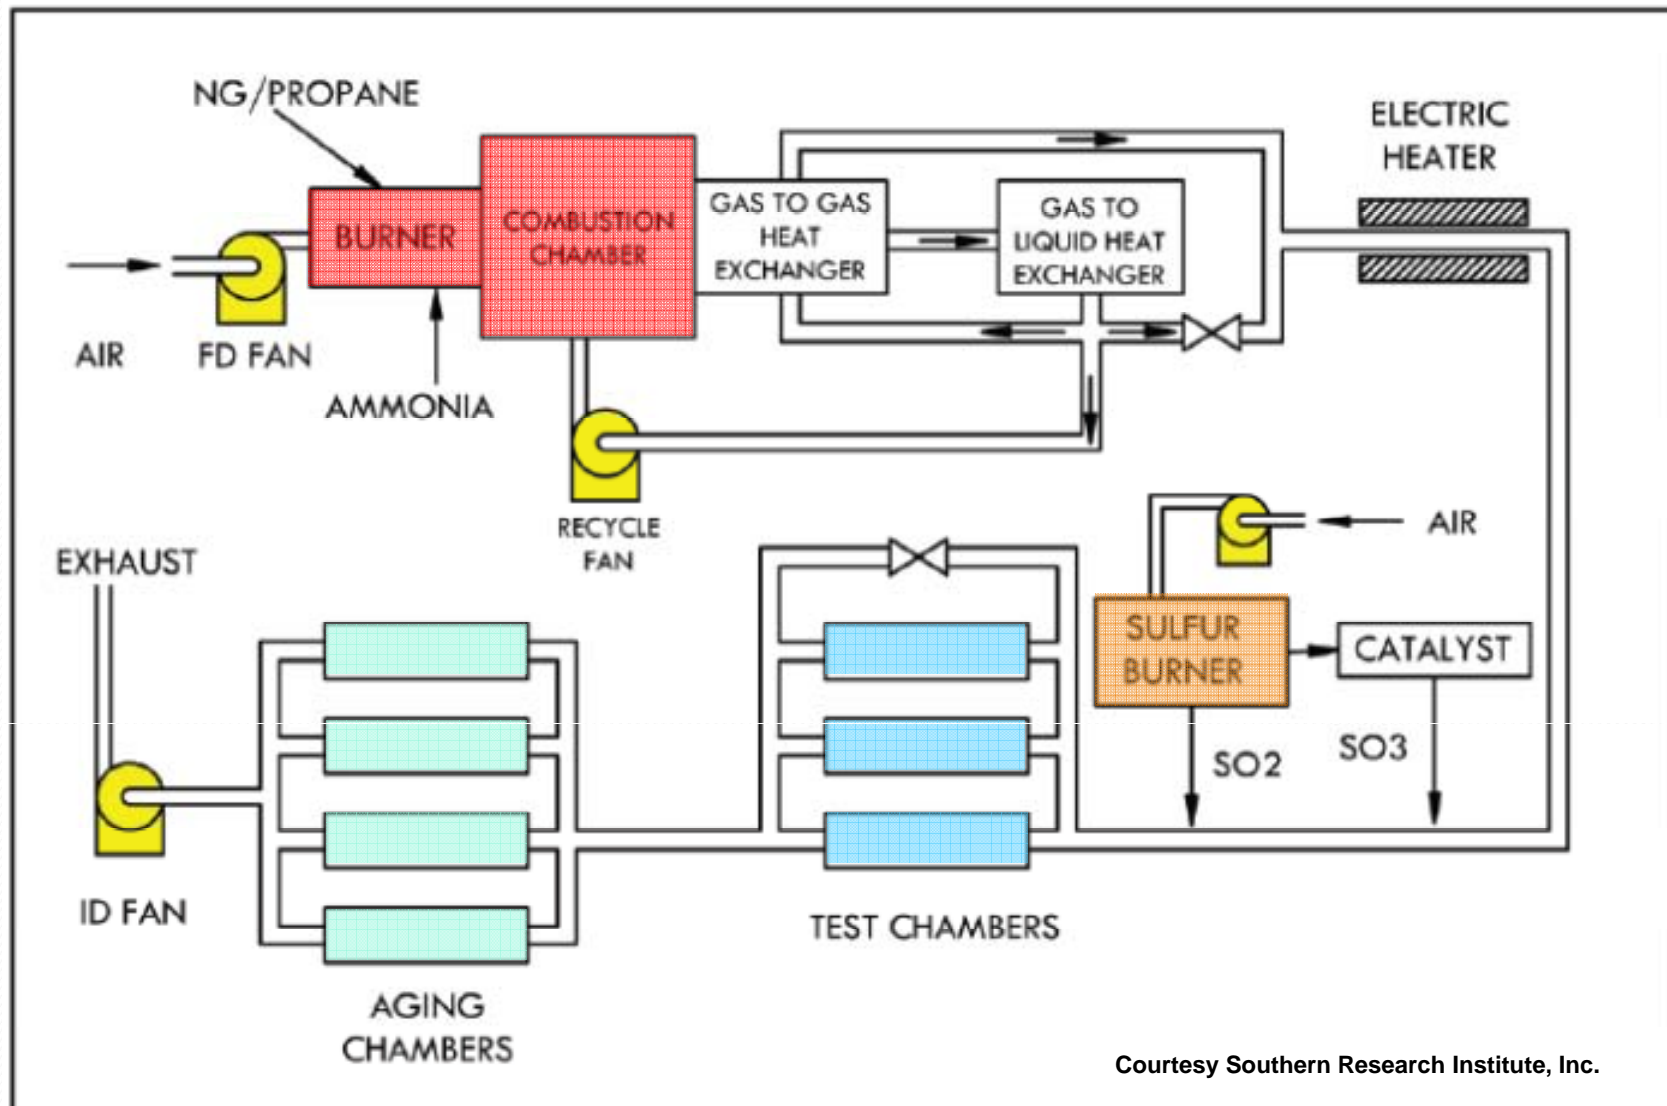 NG/PROPANE
ELECTRIC
HEATER
BURNER
COMBUSTION
CHAMBER
GAS TO GAS
HEAT
EXCHANGER
GAS TO
LIQUID HEAT
EXCHANGER
AIR
FD FAN
AMMONIA
RECYCLE
FAN
AIR
EXHAUST
SULFUR
BURNER
CATALYST
SO2
SO3
ID FAN
TEST CHAMBERS
AGING
CHAMBERS
Courtesy Southern Research Institute, Inc.